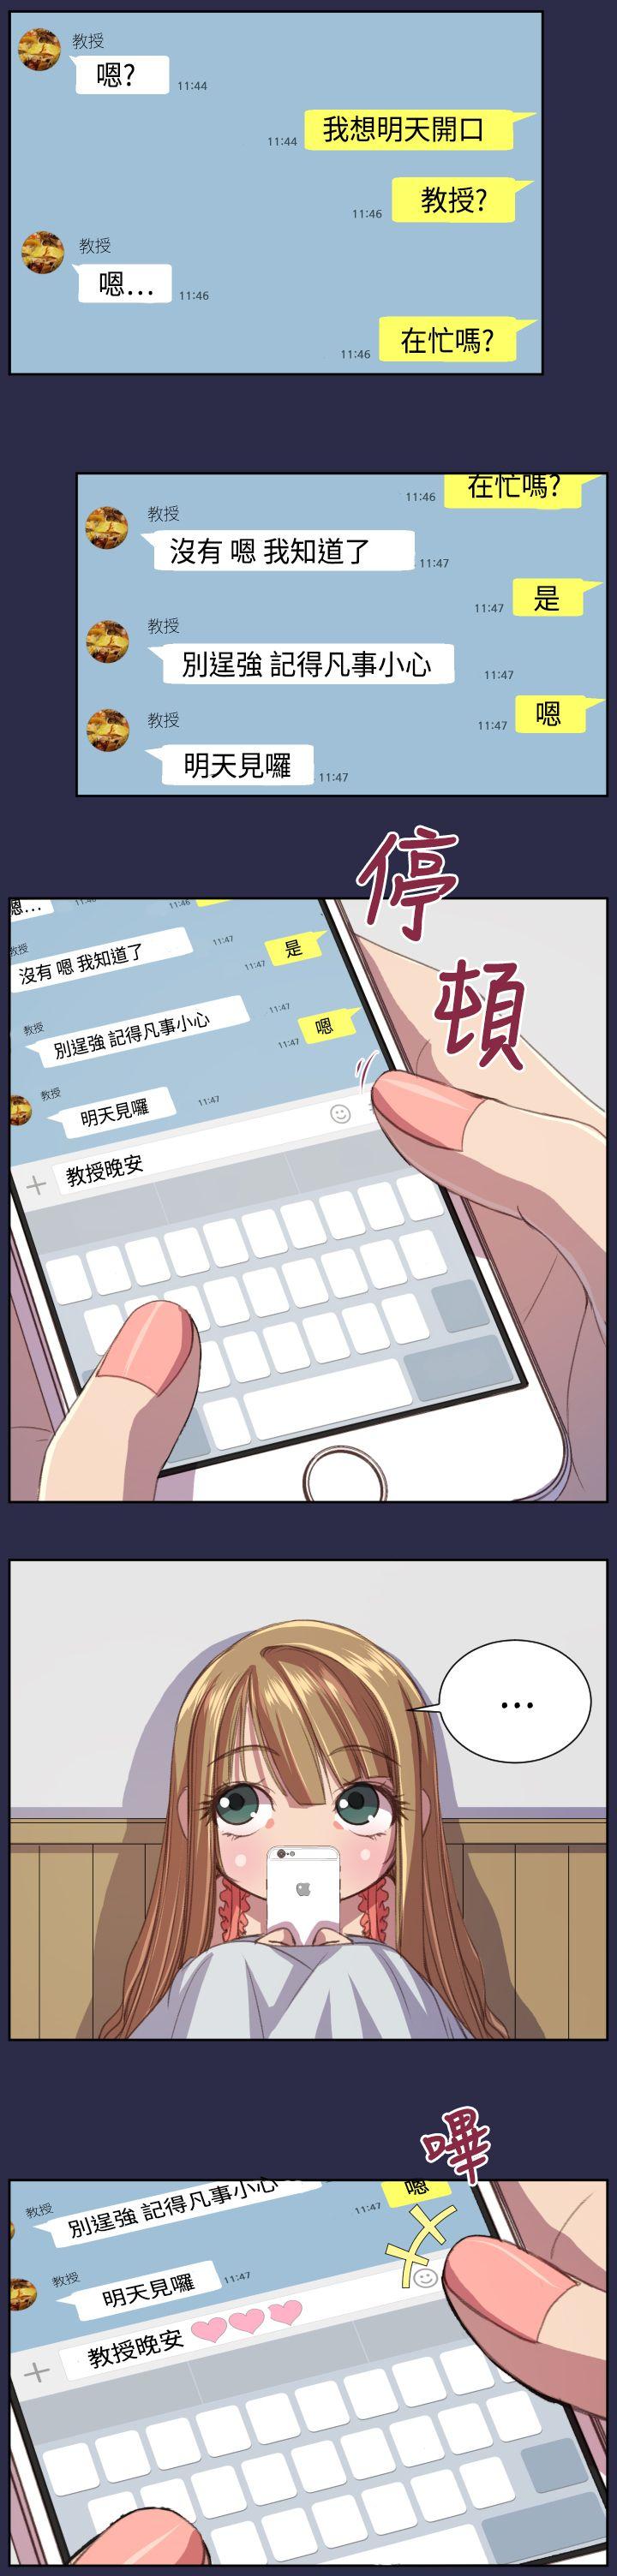 教授
嗯?
11:44
我想明天開口
11:44
教授?
11:46
教授
嗯...
11:46
在忙嗎?
11:46
在忙嗎?
11:46
教授
沒有 嗯 我知道了
11:47
是
11:47
教授
別逞強 記得凡事小心
11:47
嗯
11:47
教授
明天見囉
11:47
停
頓
嗯...
11:46
11:46
教授
沒有 嗯 我知道了
11:47
是
11:47
教授
別逞強 記得凡事小心
11:47
嗯
11:47
教授
明天見囉
11:47
教授晚安
...
嗶
教授
別逞強 記得凡事小心
嗯
11:47
教授
明天見囉
11:47
教授晚安 🩷🩷🩷